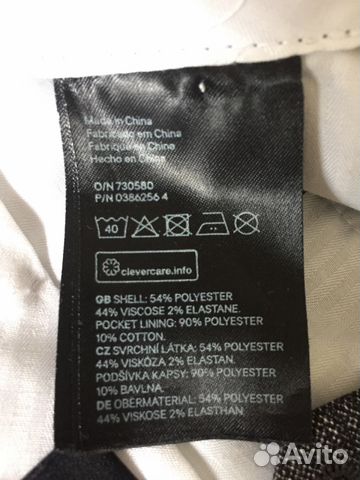 Made in China
Fabricado em China
Fabriqué en Chine
Hecho en China
O/N 730580
P/N 0386256 4
40
clevercare.info
GB SHELL: 54% POLYESTER
44% VISCOSE 2% ELASTANE.
POCKET LINING: 90% POLYESTER
10% COTTON.
CZ SVRCHNÍ LÁTKA: 54% POLYESTER
44% VISKÓZA 2% ELASTAN.
PODŠÍVKA KAPSY: 90% POLYESTER
10% BAVLNA.
DE OBERMATERIAL: 54% POLYESTER
44% VISKOSE 2% ELASTHAN.
Avito